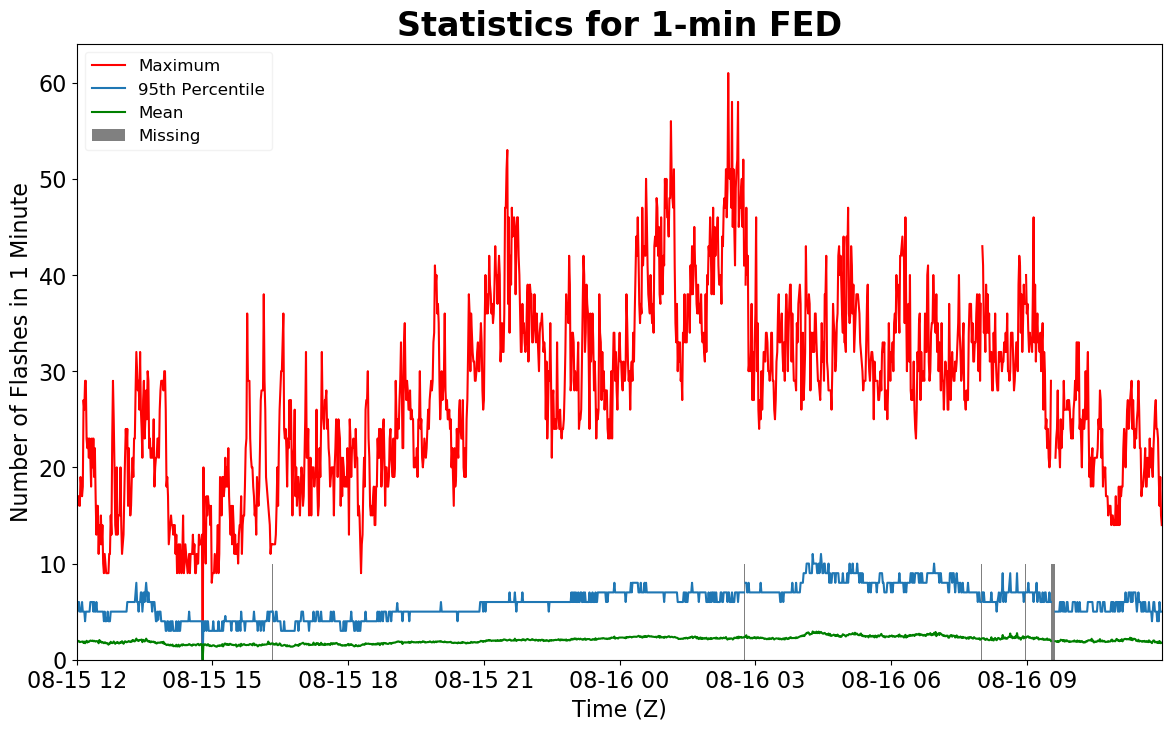 Statistics for 1-min FED
Maximum
95th Percentile
Mean
Missing
Number of Flashes in 1 Minute
60
50
40
30
20
10
0
08-15 12
08-15 15
08-15 18
08-15 21
08-16 00
08-16 03
08-16 06
08-16 09
Time (Z)